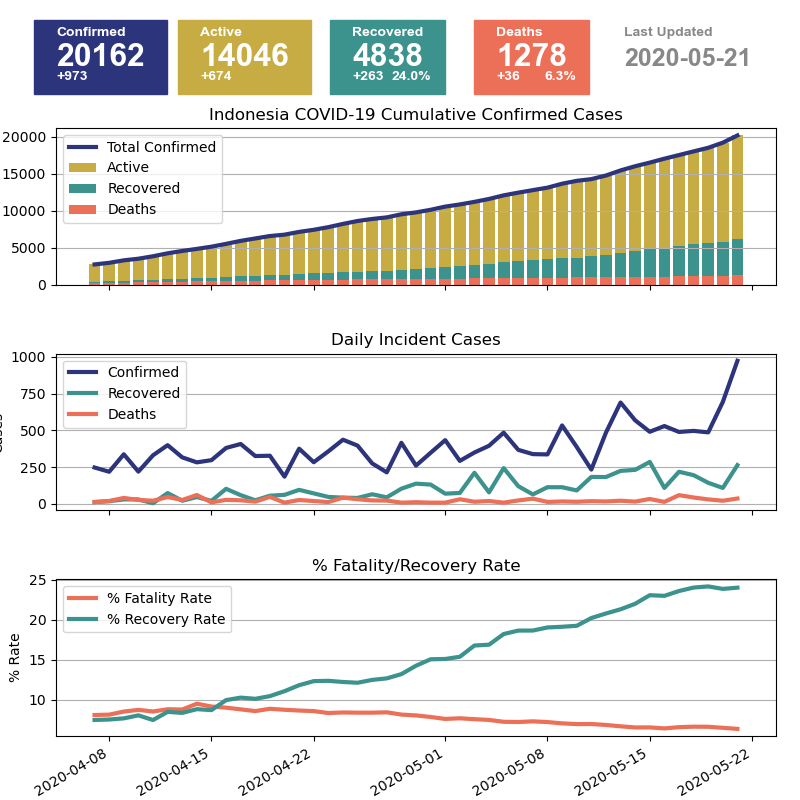 Confirmed
20162
+973
Active
14046
+674
Recovered
4838
+263 24.0%
Deaths
1278
+36 6.3%
Last Updated
2020-05-21
Indonesia COVID-19 Cumulative Confirmed Cases
20000
15000
10000
5000
0
Total Confirmed
Active
Recovered
Deaths
Daily Incident Cases
Cases
1000
750
500
250
0
Confirmed
Recovered
Deaths
% Fatality/Recovery Rate
% Rate
25
20
15
10
% Fatality Rate
% Recovery Rate
2020-04-08
2020-04-15
2020-04-22
2020-05-01
2020-05-08
2020-05-15
2020-05-22